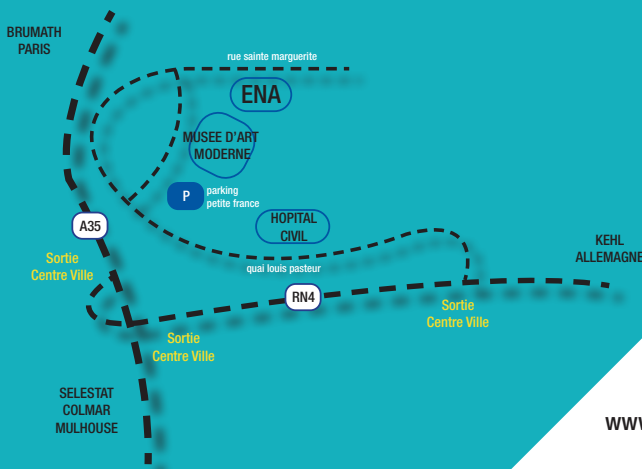 BRUMATH
PARIS
rue sainte marguerite
ENA
MUSEE D'ART
MODERNE
P
parking
petite france
A35
HOPITAL
CIVIL
Sortie
Centre Ville
KEHL
ALLEMAGNE
quai louis pasteur
RN4
Sortie
Centre Ville
Sortie
Centre Ville
SELESTAT
COLMAR
MULHOUSE